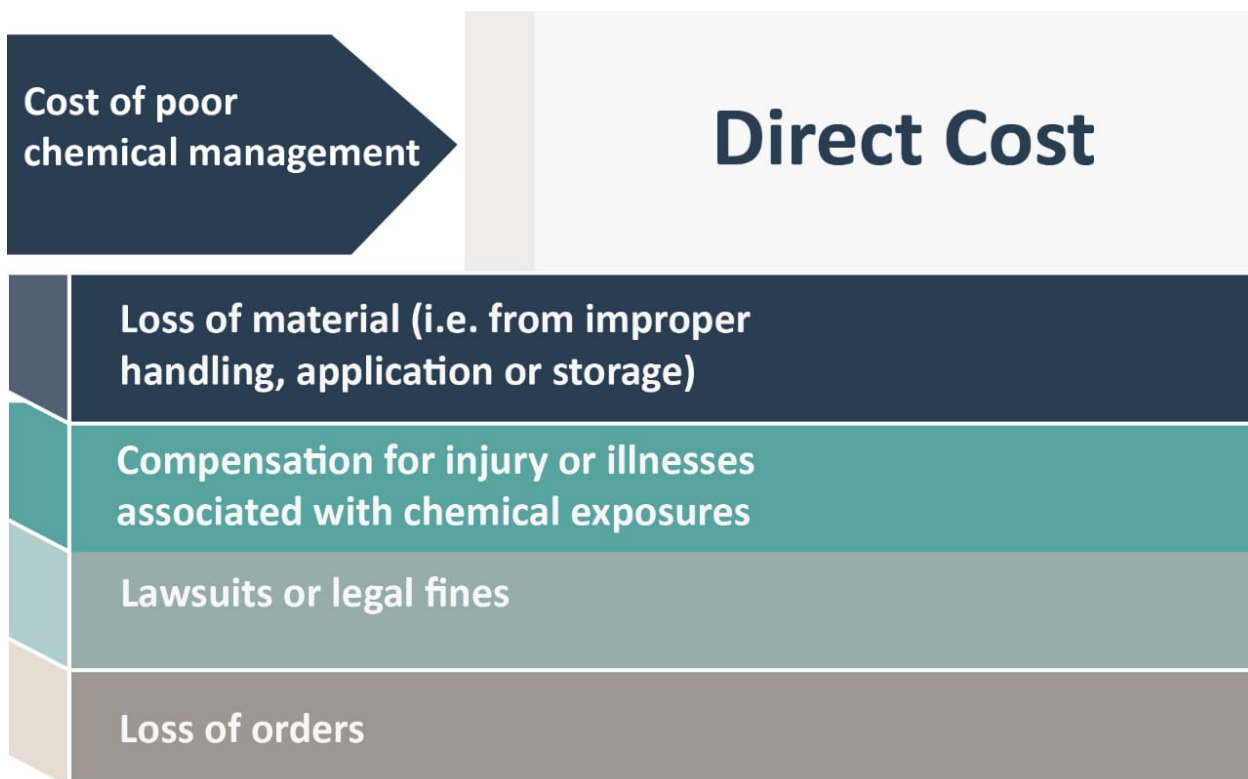 Cost of poor
chemical management
Direct Cost
Loss of material (i.e. from improper
handling, application or storage)
Compensation for injury or illnesses
associated with chemical exposures
Lawsuits or legal fines
Loss of orders